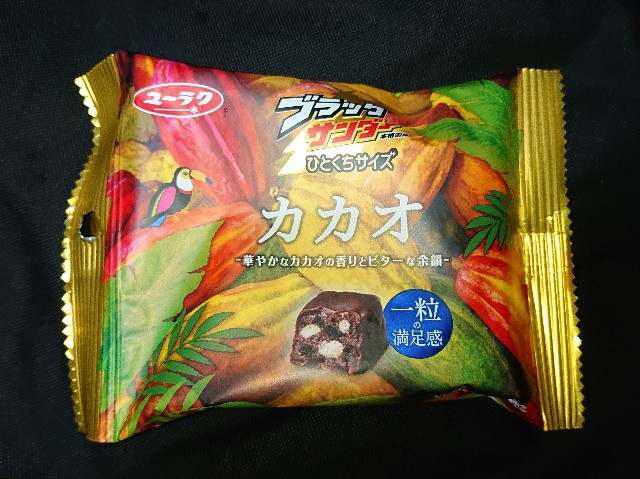 ユーラク
ブラック
サンダー
ひとくちサイズ
カカオ
-華やかなカカオの香りとビターな余韻-
一粒
の
満足感